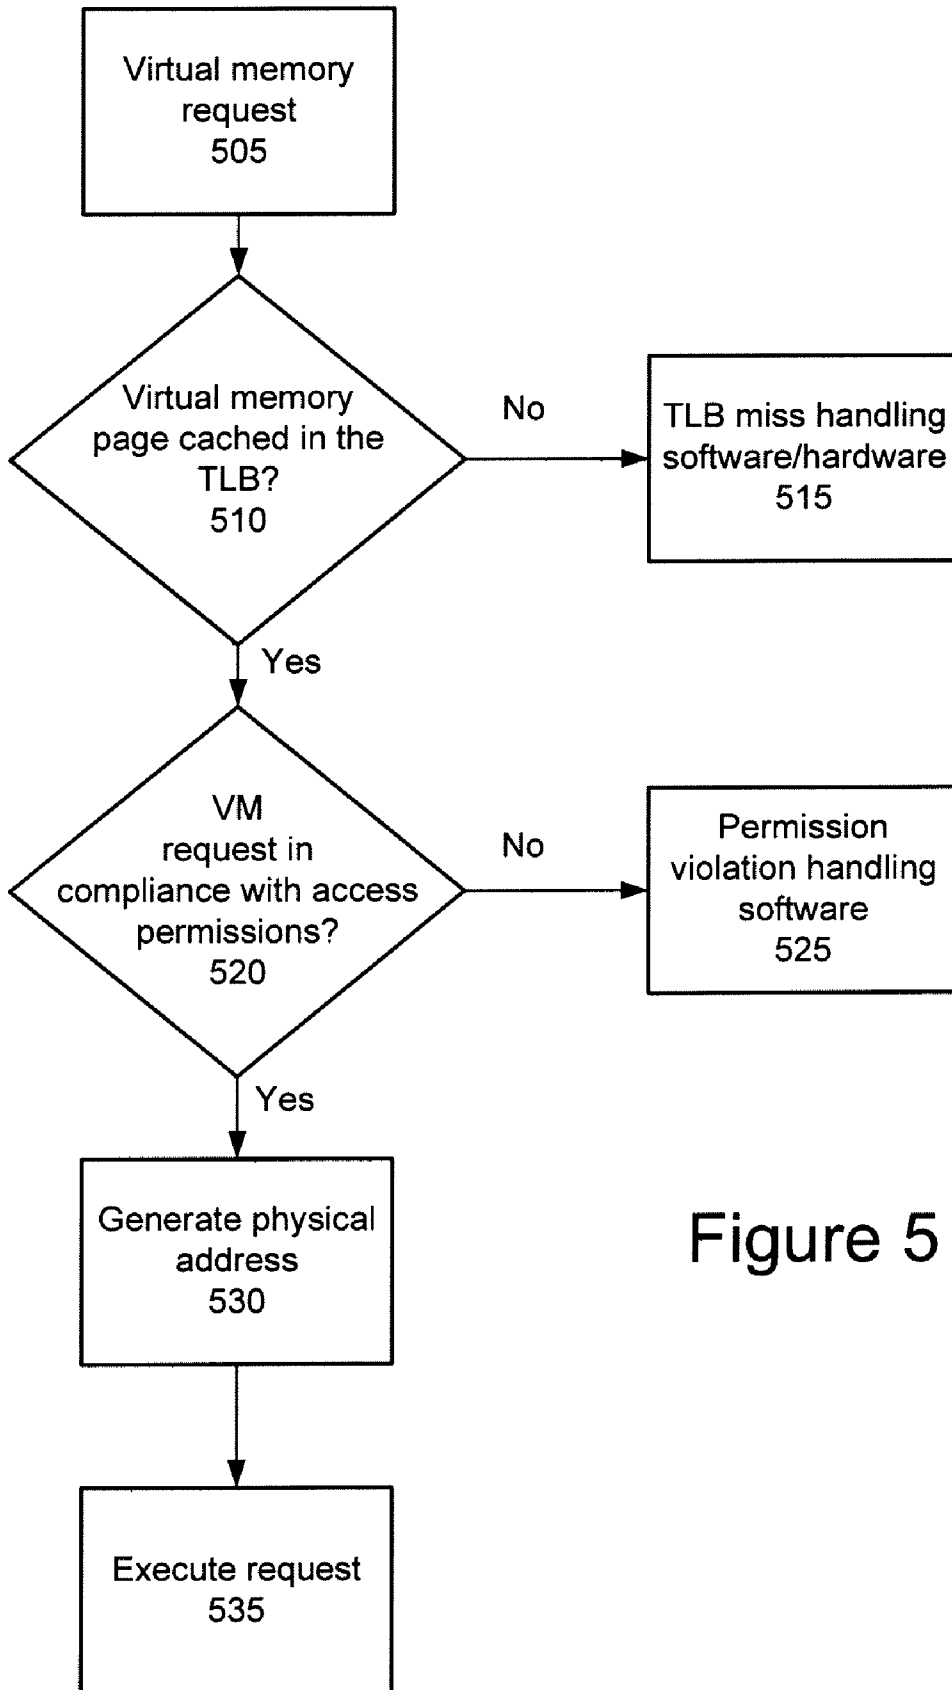 Virtual memory
request
505
Virtual memory
page cached in the
TLB?
510
No
TLB miss handling
software/hardware
515
Yes
VM
request in
compliance with access
permissions?
520
No
Permission
violation handling
software
525
Yes
Generate physical
address
530
Figure 5
Execute request
535